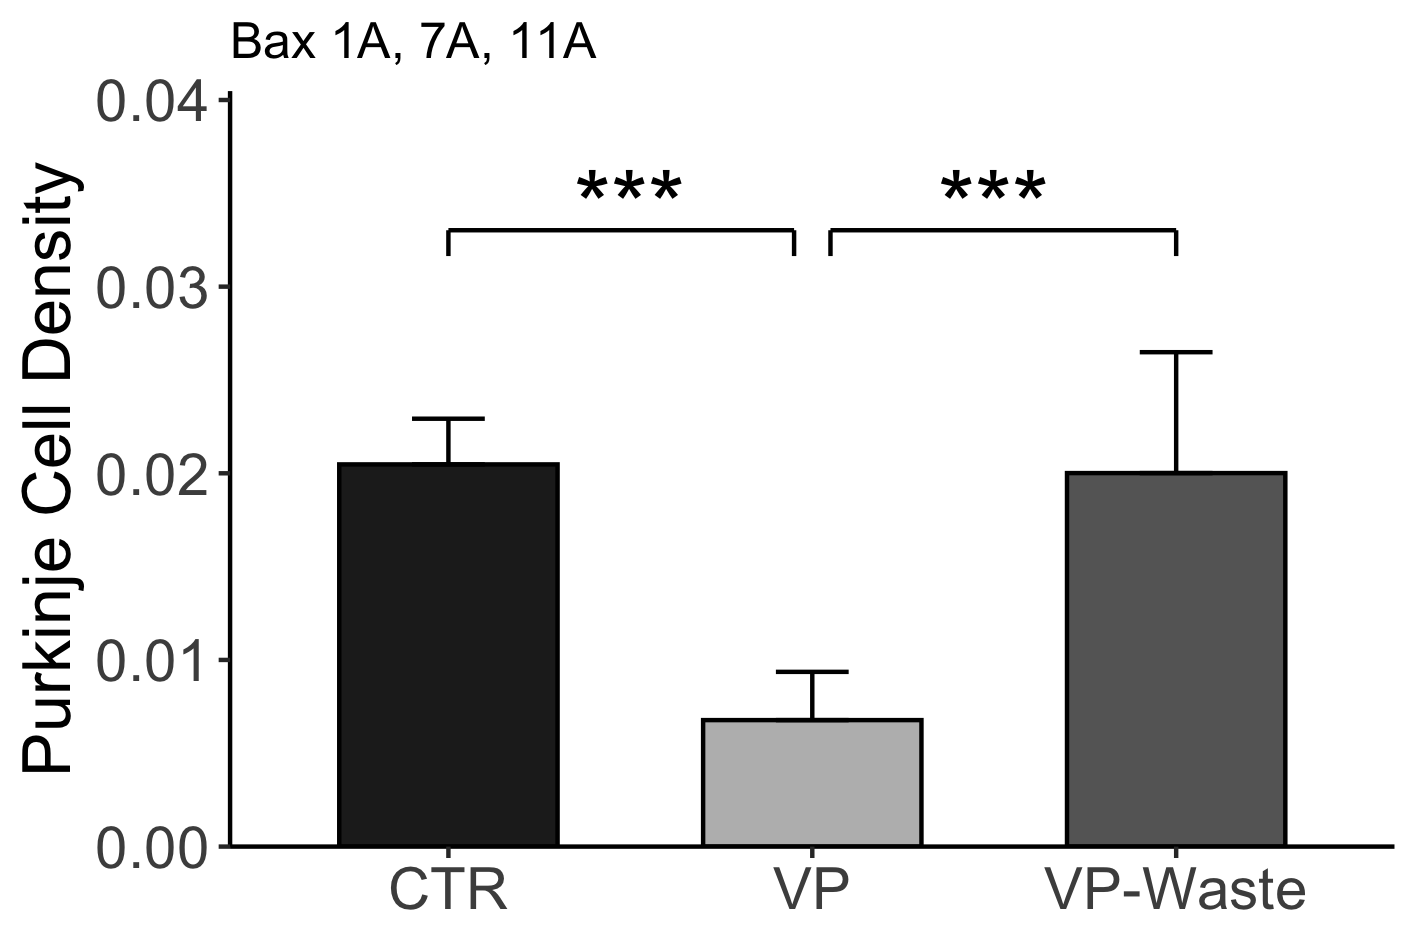 Bax 1A, 7A, 11A
Purkinje Cell Density
0.04
0.03
0.02
0.01
0.00
*** ***
CTR VP VP-Waste